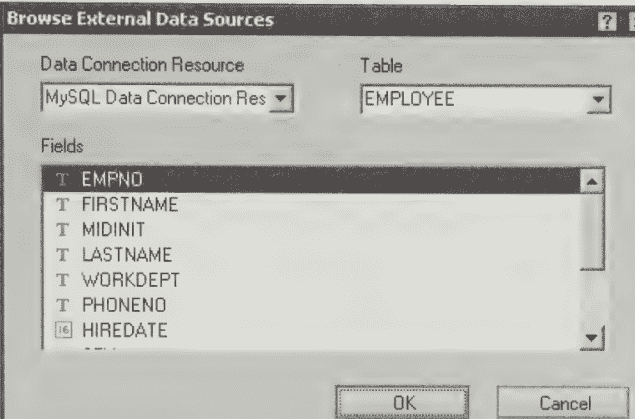 Browse External Data Sources ?
Data Connection Resource Table
MySQL Data Connection Res EMPLOYEE
Fields
T EMPNO
T FIRSTNAME
T MIDINIT
T LASTNAME
T WORKDEPT
T PHONENO
16 HIREDATE
OK Cancel